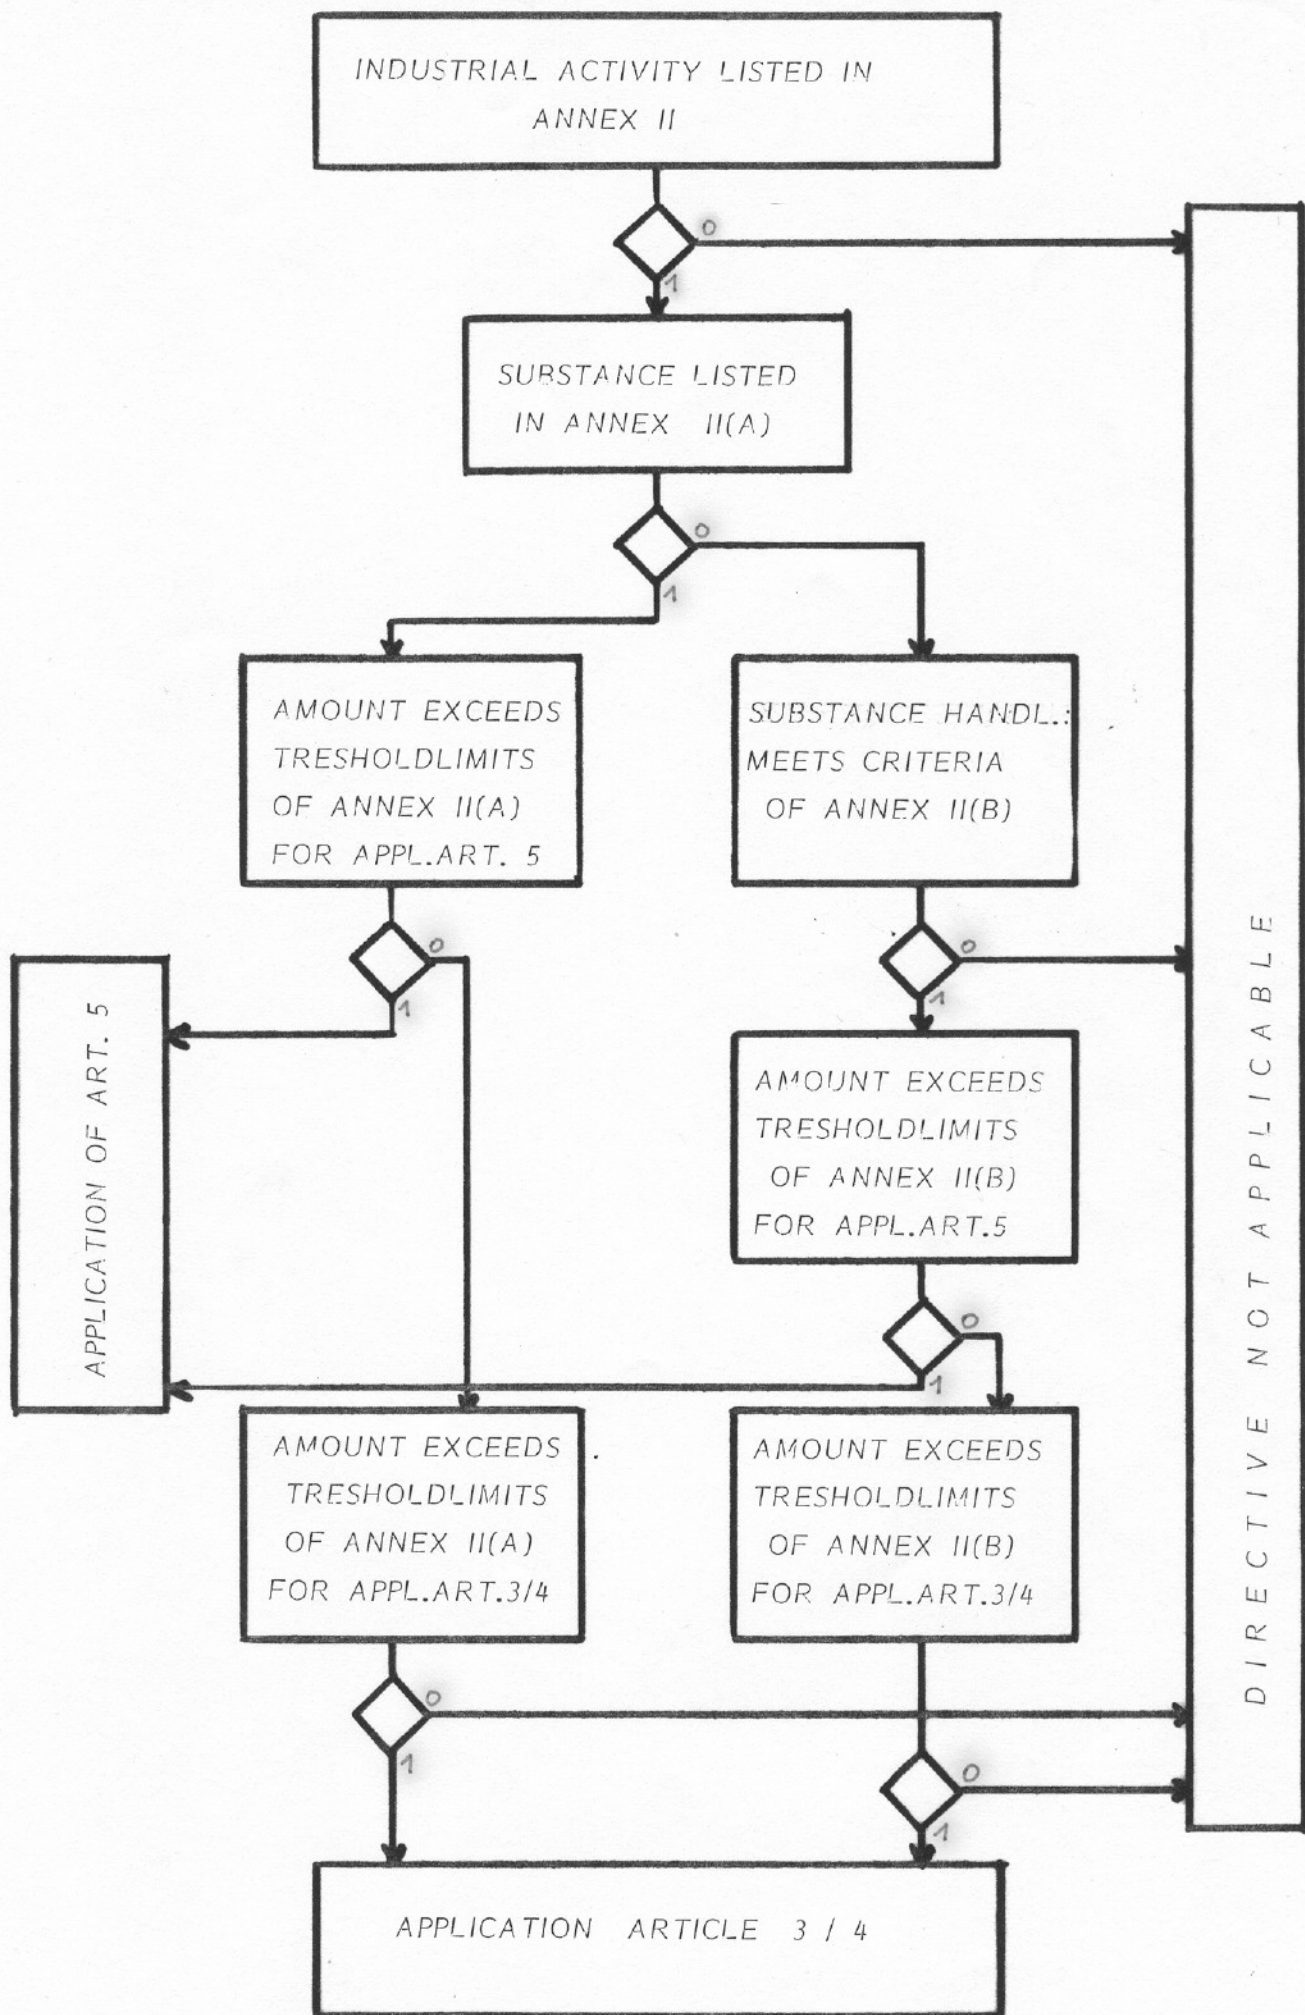 INDUSTRIAL ACTIVITY LISTED IN
ANNEX II
0
1
SUBSTANCE LISTED
IN ANNEX II(A)
0
1
AMOUNT EXCEEDS
TRESHOLDLIMITS
OF ANNEX II(A)
FOR APPL.ART. 5
0
1
SUBSTANCE HANDL.:
MEETS CRITERIA
OF ANNEX II(B)
0
1
APPLICATION OF ART. 5
AMOUNT EXCEEDS
TRESHOLDLIMITS
OF ANNEX II(B)
FOR APPL.ART.5
0
1
AMOUNT EXCEEDS
TRESHOLDLIMITS
OF ANNEX II(A)
FOR APPL.ART.3/4
0
1
AMOUNT EXCEEDS
TRESHOLDLIMITS
OF ANNEX II(B)
FOR APPL.ART.3/4
0
1
DIRECTIVE NOT APPLICABLE
APPLICATION ARTICLE 3 / 4